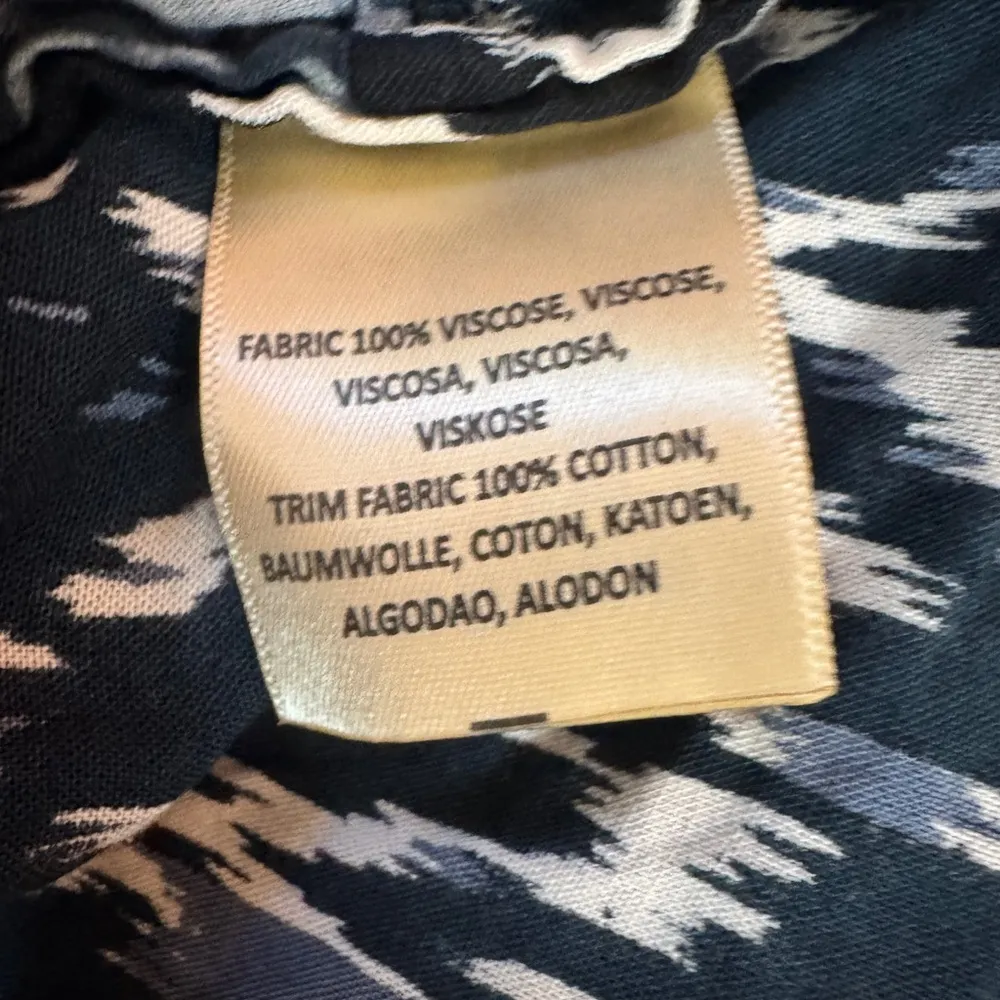 FABRIC 100% VISCOSE, VISCOSE,
VISCOSA, VISCOSA,
VISKOSE
TRIM FABRIC 100% COTTON,
BAUMWOLLE, COTON, KATOEN,
ALGODAO, ALODON